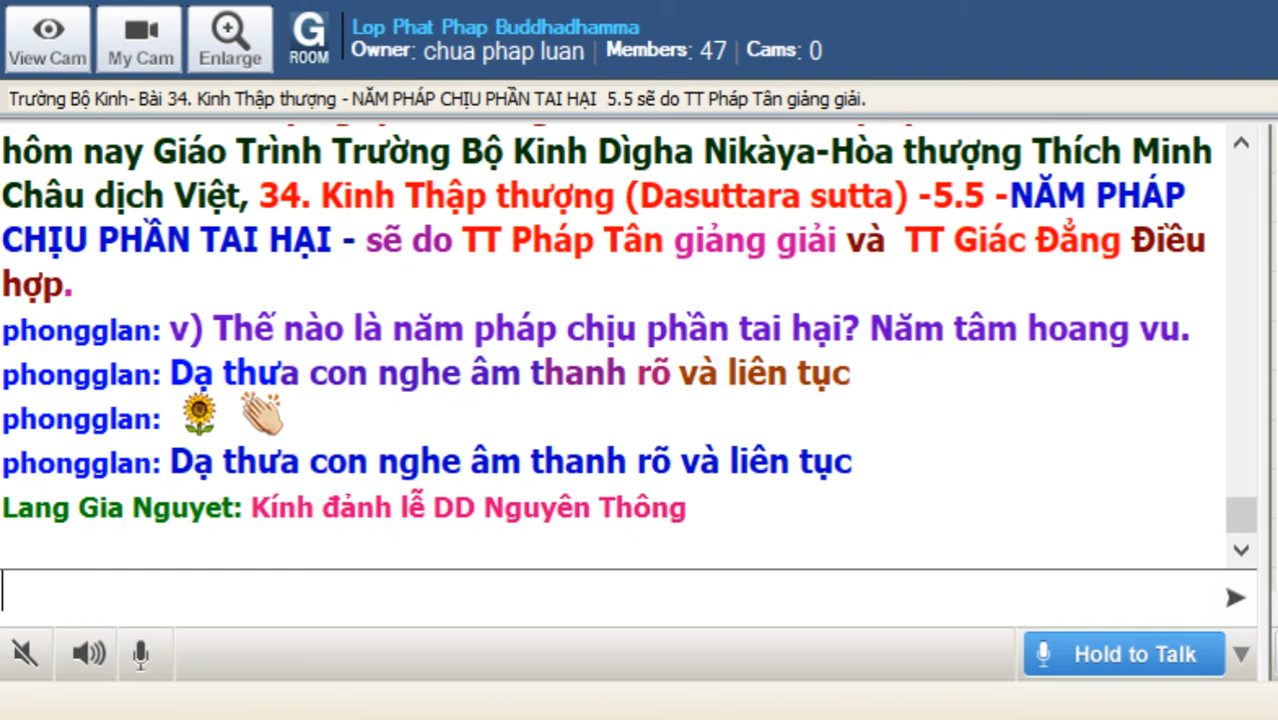 Lop Phat Phap Buddhadhamma
View Cam
My Cam
Enlarge
G ROOM
Owner: chua phap luan | Members: 47 | Cams: 0
Trường Bộ Kinh- Bài 34. Kinh Thập thượng - NĂM PHÁP CHỊU PHẦN TAI HẠI 5.5 sẽ do TT Pháp Tân giảng giải.
hôm nay Giáo Trình Trường Bộ Kinh Dìgha Nikàya-Hòa thượng Thích Minh
Châu dịch Việt, 34. Kinh Thập thượng (Dasuttara sutta) -5.5 -NĂM PHÁP
CHỊU PHẦN TAI HẠI - sẽ do TT Pháp Tân giảng giải và TT Giác Đẳng Điều
hợp.
phongglan: v) Thế nào là năm pháp chịu phần tai hại? Năm tâm hoang vu.
phongglan: Dạ thưa con nghe âm thanh rõ và liên tục
phongglan:
phongglan: Dạ thưa con nghe âm thanh rõ và liên tục
Lang Gia Nguyet: Kính đảnh lễ DD Nguyên Thông
Hold to Talk